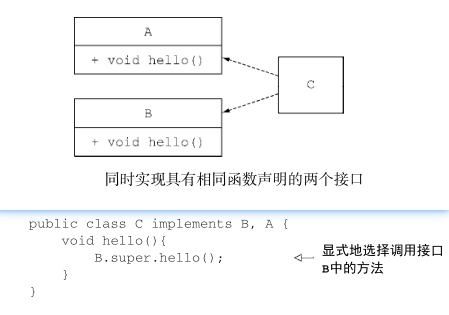 A
+ void hello()
B
+ void hello()
C
同时实现具有相同函数声明的两个接口
public class C implements B, A {
    void hello(){
        B.super.hello();
    }
}
显式地选择调用接口
B中的方法